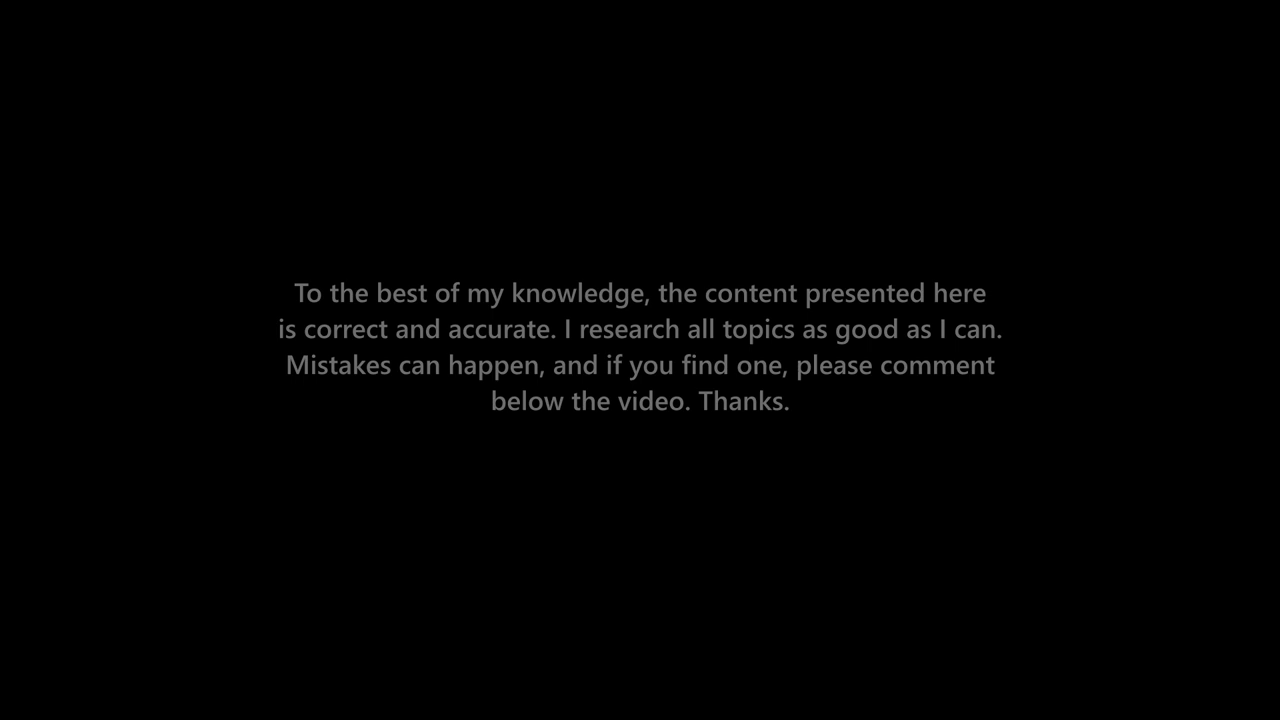 To the best of my knowledge, the content presented here
is correct and accurate. I research all topics as good as I can.
Mistakes can happen, and if you find one, please comment
below the video. Thanks.